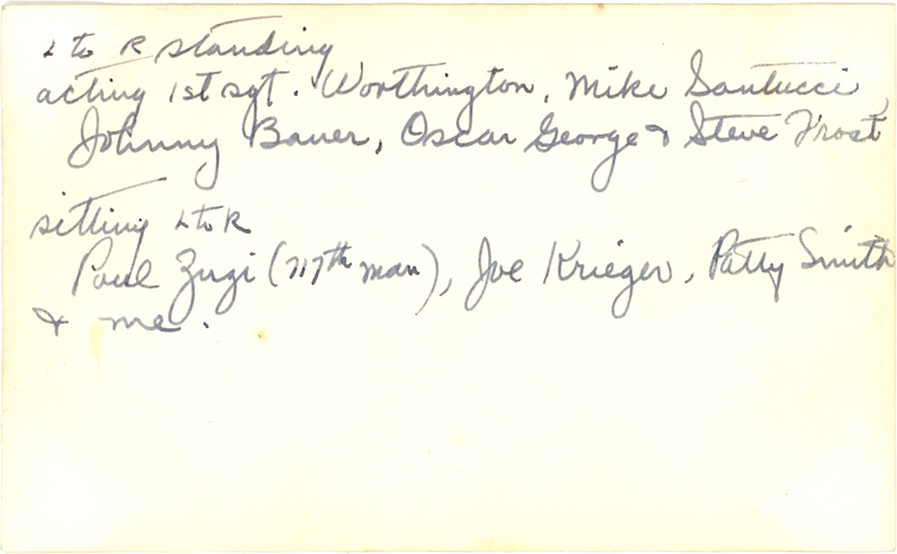 L to R standing
acting 1st sgt. Worthington, Mike Santucci,
Johnny Bauer, Oscar George & Steve Frost
sitting L to R
Paul Zugi (717th man), Joe Krieger, Patty Smith
& me.